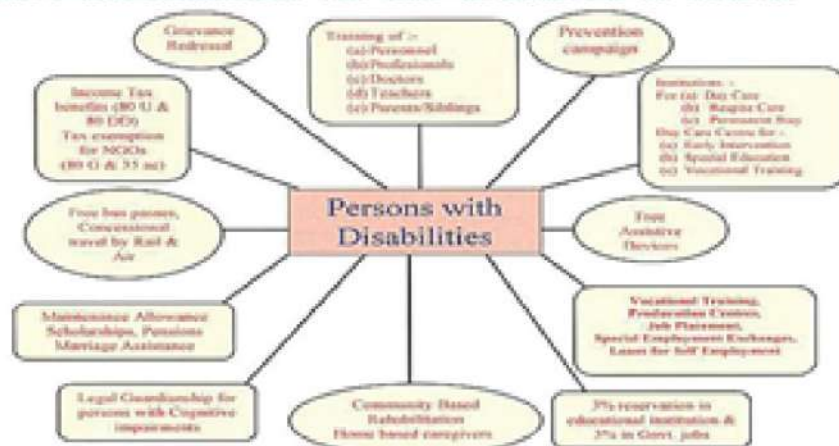 Grievance
Redressal
Training of :-
(a) Personnel
(b) Professionals
(c) Doctors
(d) Teachers
(e) Parents/Siblings
Prevention
campaign
Income Tax
benefits (80 U &
80 DD)
Tax exemption
for NGOs
(80 G & 35 ac)
Institutions :-
For (a) Day Care
(b) Respite Care
(c) Permanent Stay
Day Care Centre for :-
(a) Early Intervention
(b) Special Education
(c) Vocational Training
Persons with
Disabilities
Free bus passes,
Concessional
travel by Rail &
Air
Free
Assistive
Devices
Maintenance Allowance
Scholarships, Pensions
Marriage Assistance
Vocational Training,
Production Centres,
Job Placement,
Special Employment Exchanges,
Loans for Self Employment
Legal Guardianship for
persons with Cognitive
impairments
Community Based
Rehabilitation
Home based caregivers
3% reservation in
educational institution &
3% in Govt. jobs